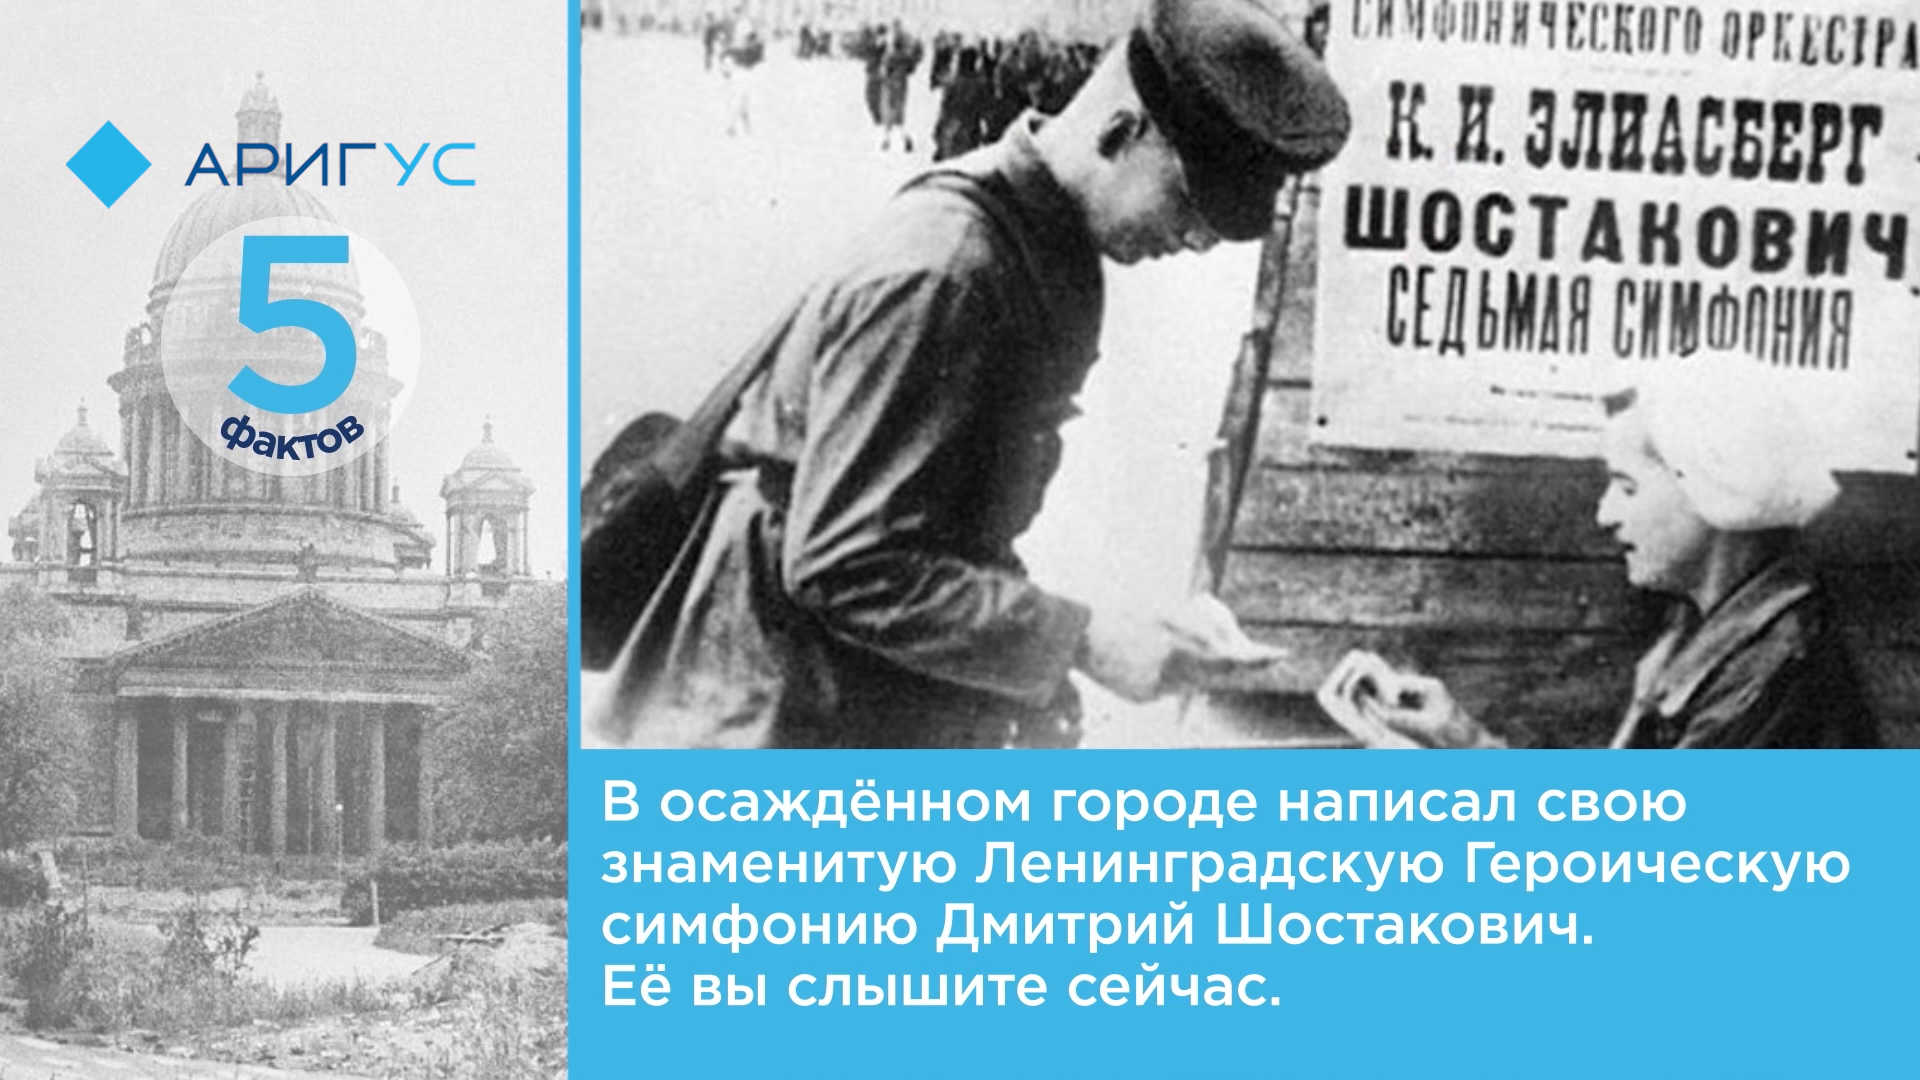 АРИГУС
5
фактов
СИМФОНИЧЕСКОГО ОРКЕСТРА
К. И. ЭЛИАСБЕРГ
ШОСТАКОВИЧ
СЕДЬМАЯ СИМФОНИЯ
В осаждённом городе написал свою
знаменитую Ленинградскую Героическую
симфонию Дмитрий Шостакович.
Её вы слышите сейчас.